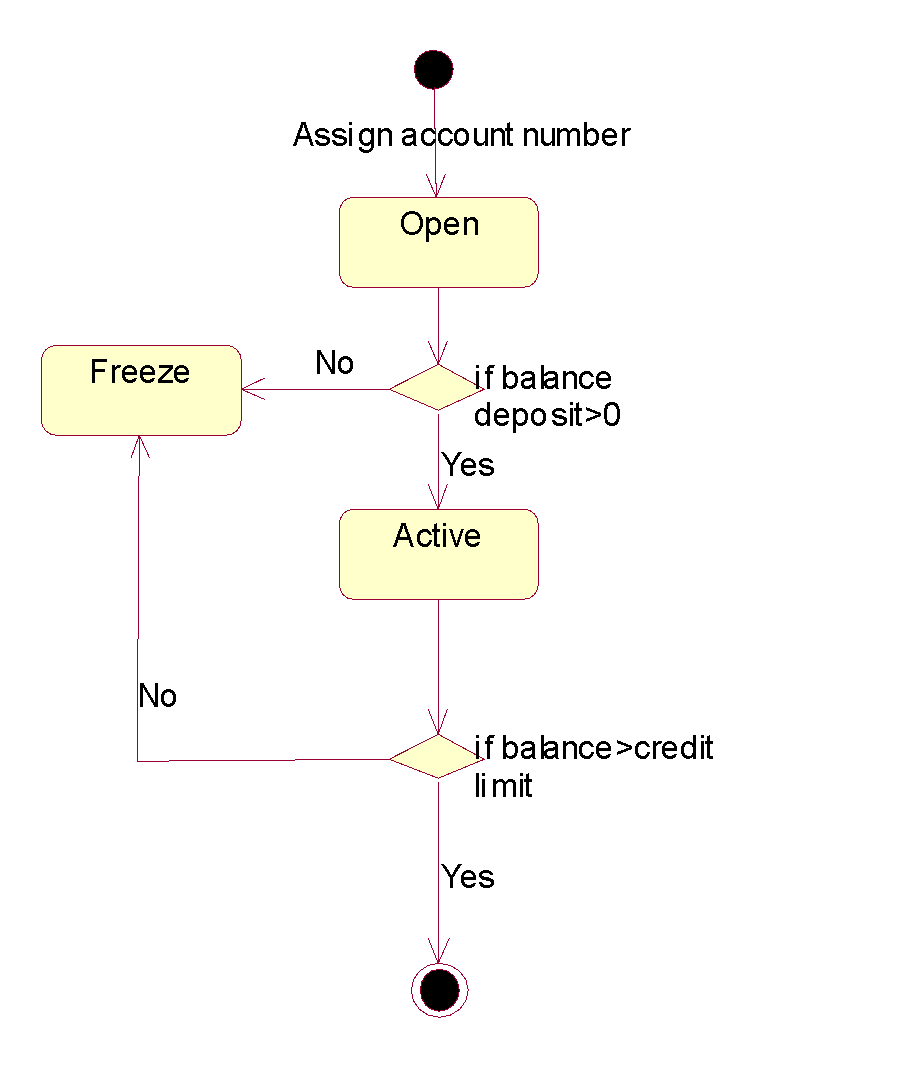 Assign account number
Open
Freeze
No
if balance
deposit>0
Yes
Active
No
if balance>credit
limit
Yes